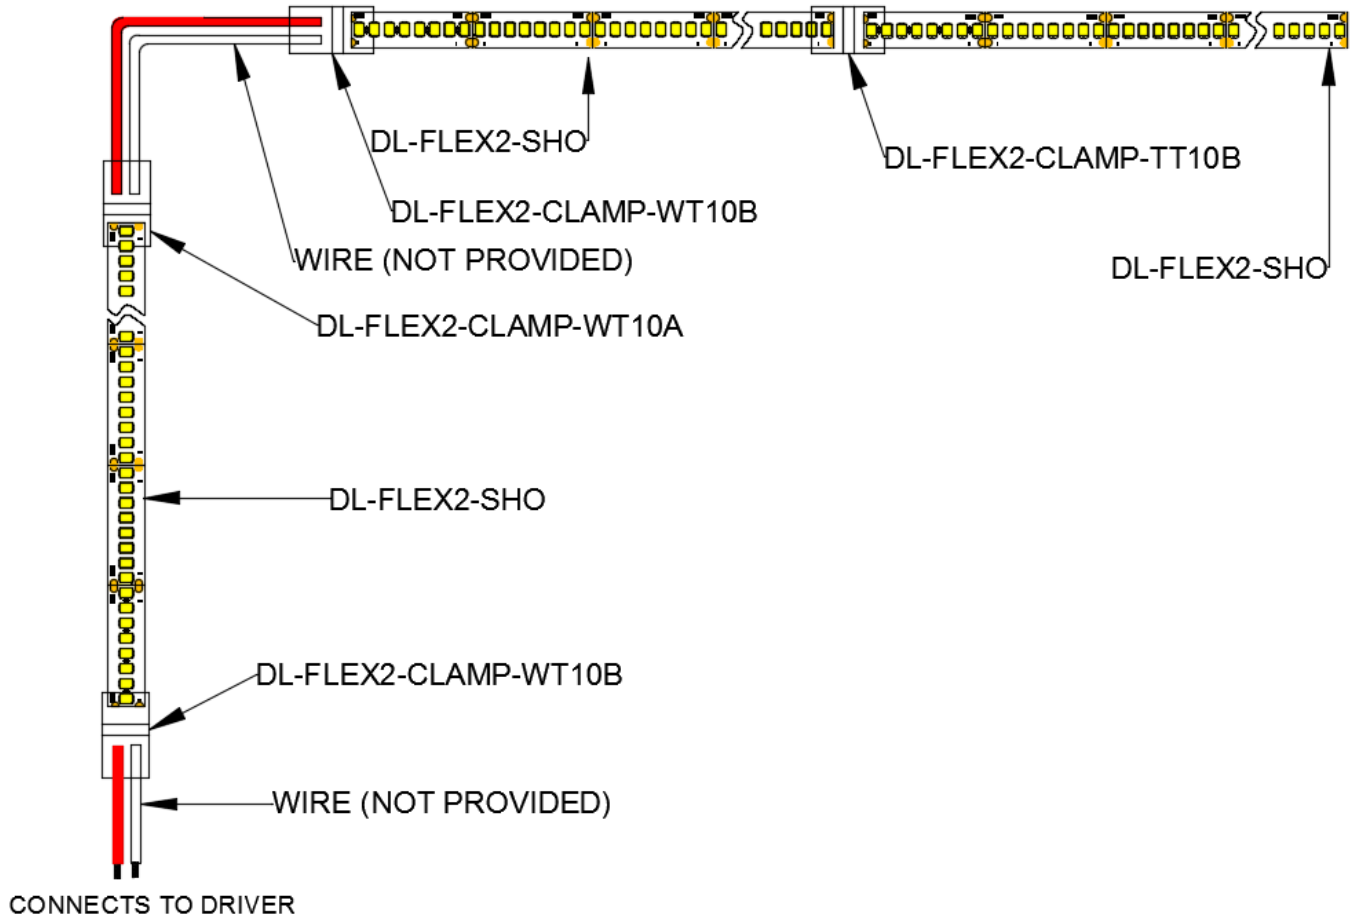 DL-FLEX2-SHO
DL-FLEX2-CLAMP-TT10B
DL-FLEX2-CLAMP-WT10B
WIRE (NOT PROVIDED)
DL-FLEX2-SHO
DL-FLEX2-CLAMP-WT10A
DL-FLEX2-SHO
DL-FLEX2-CLAMP-WT10B
WIRE (NOT PROVIDED)
CONNECTS TO DRIVER